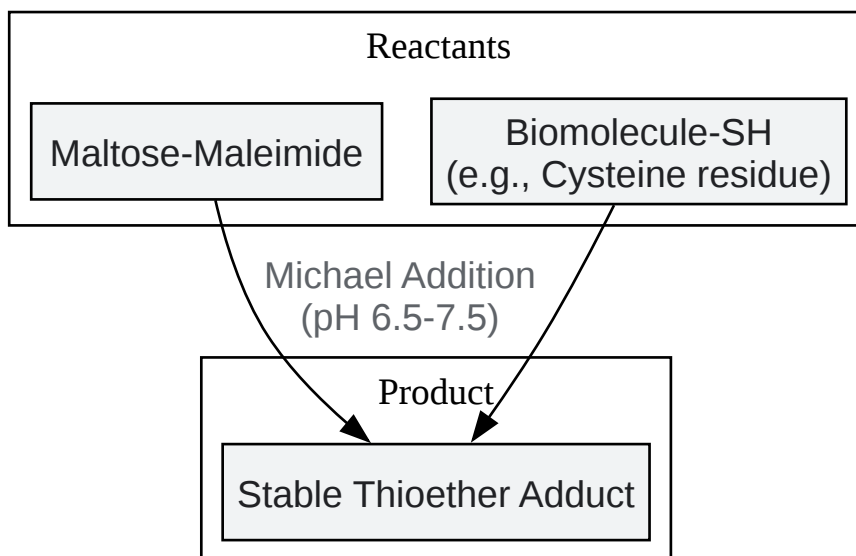 Reactants
Maltose-Maleimide
Biomolecule-SH
(e.g., Cysteine residue)
Michael Addition
(pH 6.5-7.5)
Product
Stable Thioether Adduct